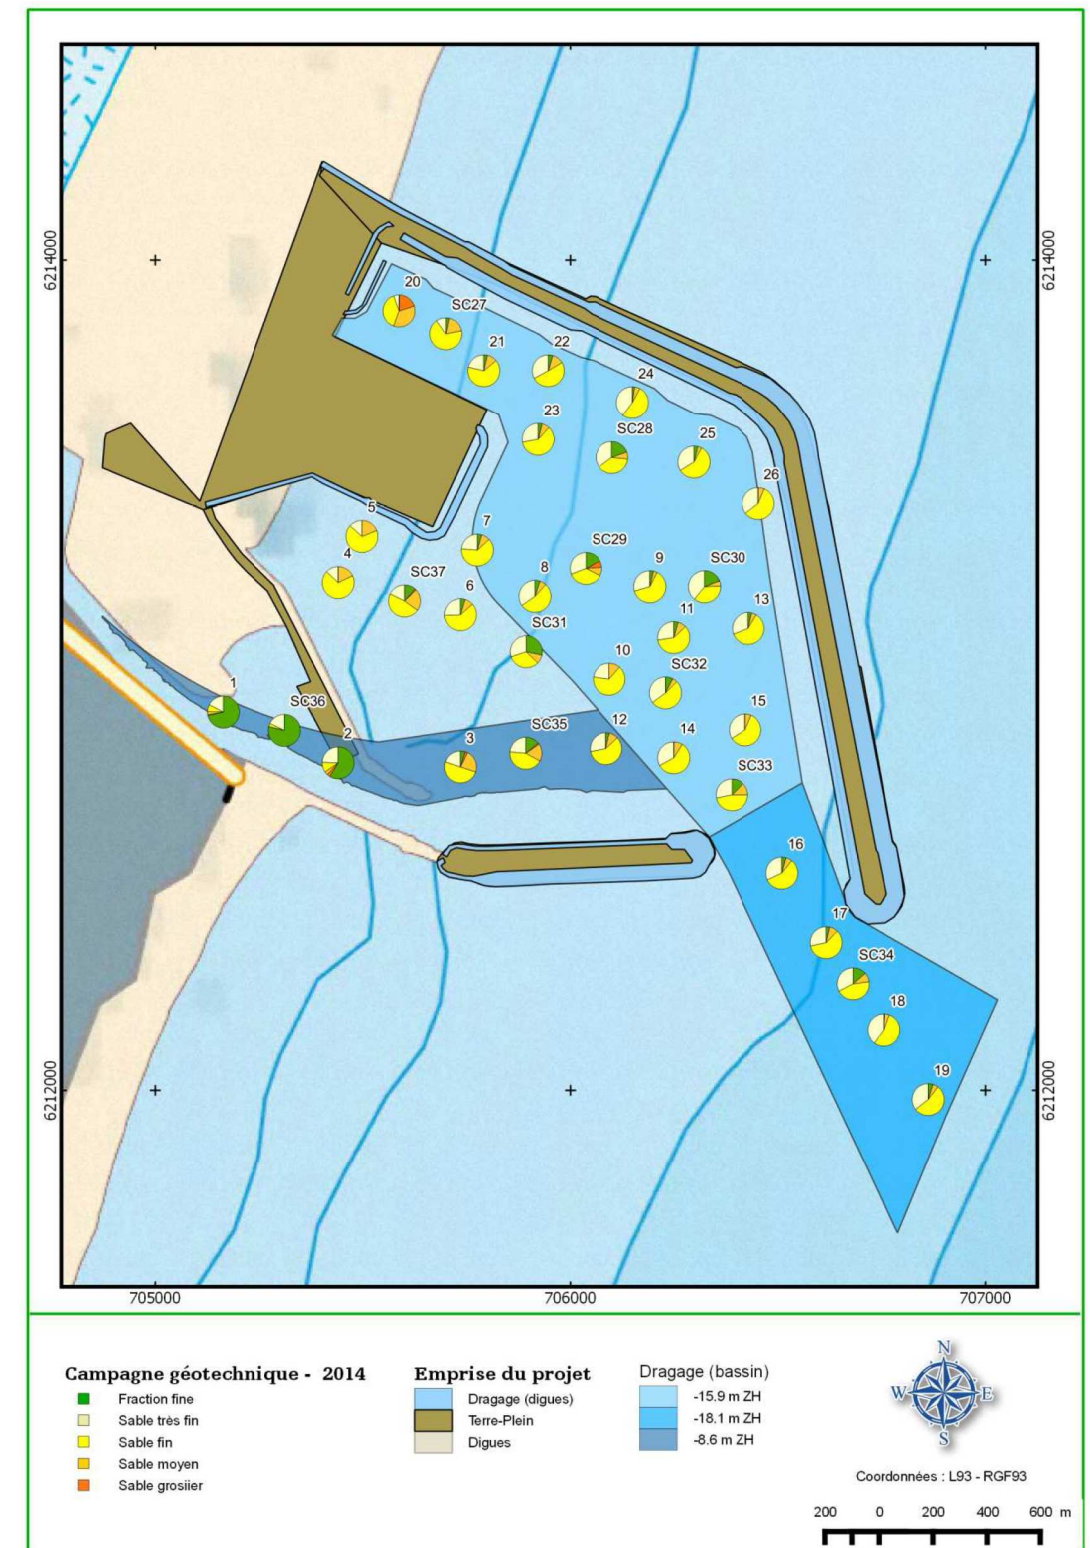 6214000
6214000
20
SC27
21
22
24
23
SC28
25
26
5
7
SC29
4
SC37
8
9
SC30
6
11
13
SC31
10
SC32
1
SC36
15
2
3
SC35
12
14
SC33
16
17
SC34
18
19
6212000
6212000
705000
706000
707000
Campagne géotechnique - 2014
Fraction fine
Sable très fin
Sable fin
Sable moyen
Sable grosiier
Emprise du projet
Dragage (digues)
Terre-Plein
Digues
Dragage (bassin)
-15.9 m ZH
-18.1 m ZH
-8.6 m ZH
N
W E
S
Coordonnées : L93 - RGF93
200 0 200 400 600 m